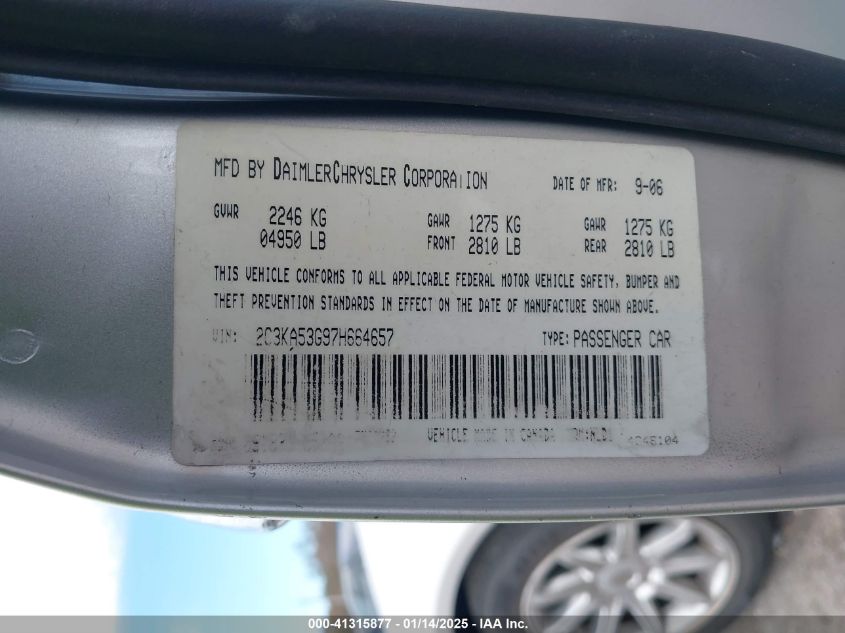 MFD BY DAIMLERCHRYSLER CORPORATION DATE OF MFR: 9-06
GVWR 2246 KG GAWR 1275 KG GAWR 1275 KG
04950 LB FRONT 2810 LB REAR 2810 LB
THIS VEHICLE CONFORMS TO ALL APPLICABLE FEDERAL MOTOR VEHICLE SAFETY, BUMPER AND
THEFT PREVENTION STANDARDS IN EFFECT ON THE DATE OF MANUFACTURE SHOWN ABOVE.
VIN: 2C3KA53G97H664657 TYPE: PASSENGER CAR
VEHICLE MADE IN CANADA 4648104
000-41315877 - 01/14/2025 - IAA Inc.